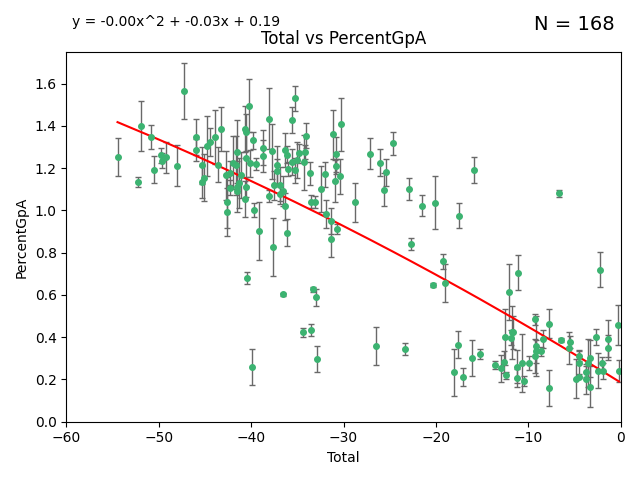 y = -0.00x^2 + -0.03x + 0.19
N = 168
Total vs PercentGpA
PercentGpA
1.6
1.4
1.2
1.0
0.8
0.6
0.4
0.2
0.0
−60 −50 −40 −30 −20 −10 0
Total